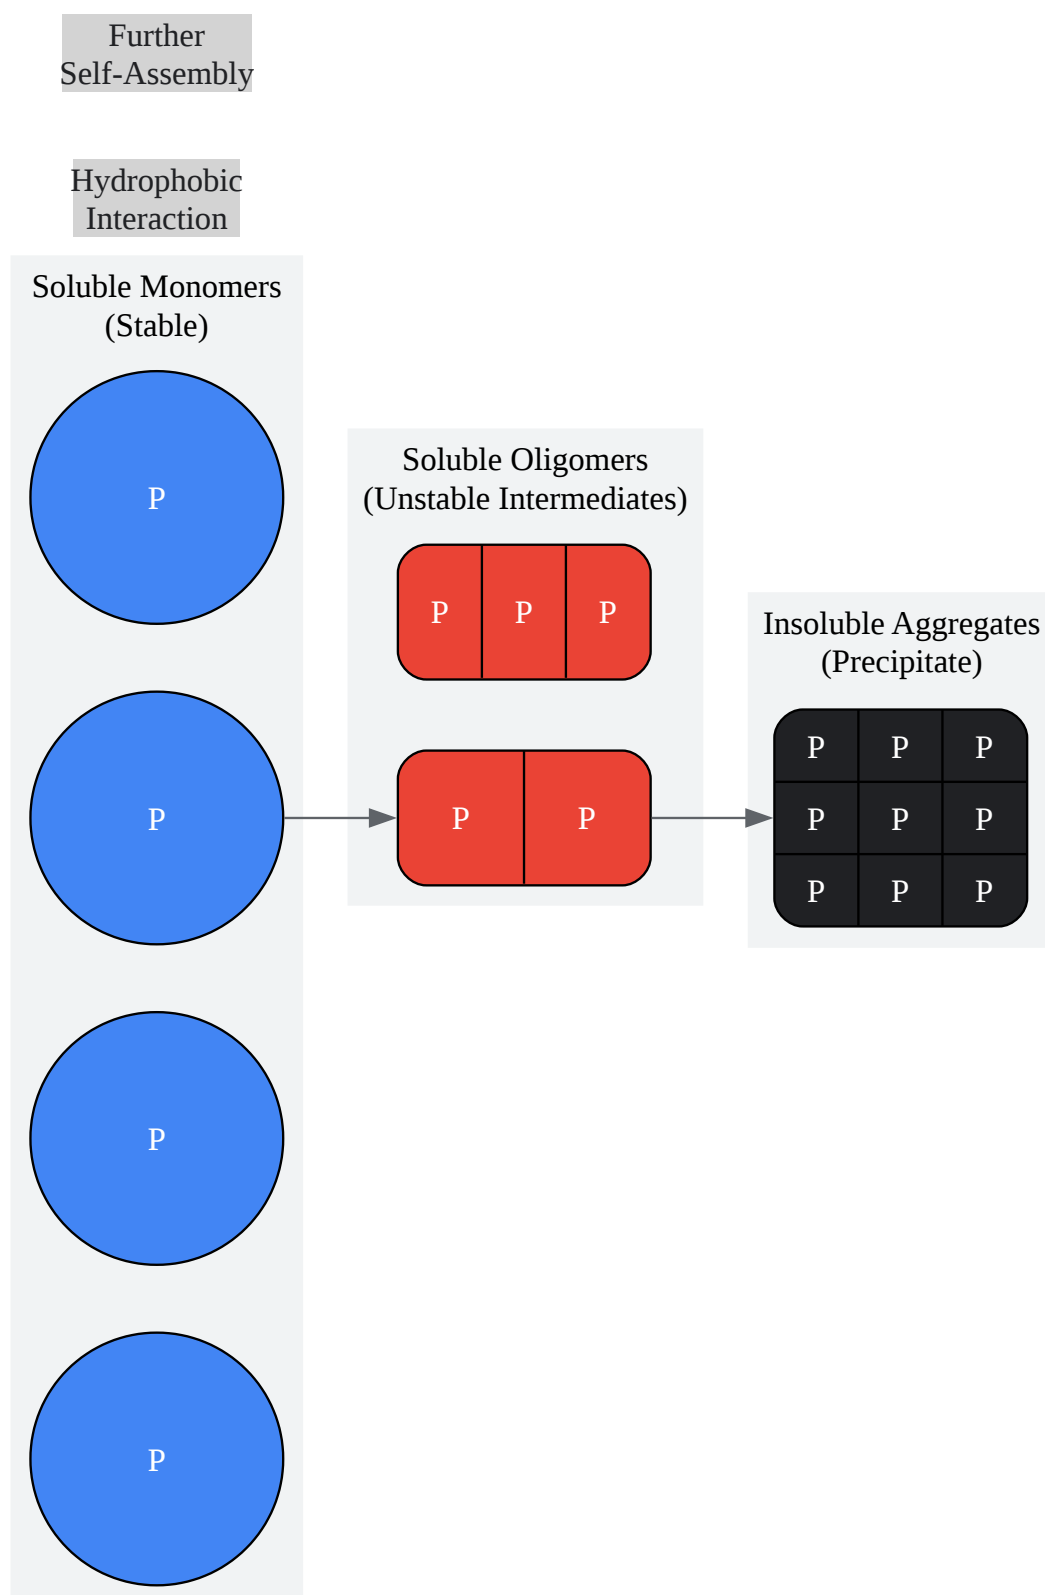 Further
Self-Assembly
Hydrophobic
Interaction
Soluble Monomers
(Stable)
P
P
P
P
Soluble Oligomers
(Unstable Intermediates)
P P P
P P
Insoluble Aggregates
(Precipitate)
P P P
P P P
P P P